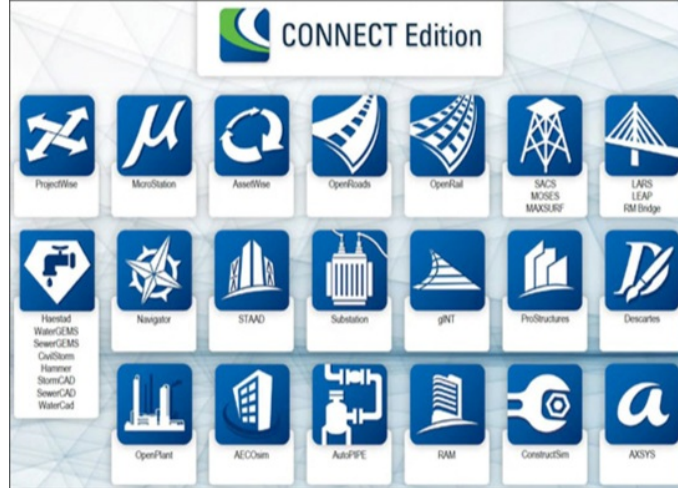 CONNECT Edition
ProjectWise
MicroStation
AssetWise
OpenRoads
OpenRail
SACS
MOSES
MAXSURF
LARS
LEAP
RM Bridge
Haestad
WaterGEMS
SewerGEMS
CivilStorm
Hammer
StormCAD
SewerCAD
WaterCad
Navigator
STAAD
Substation
gINT
ProStructures
Descartes
OpenPlant
AECOsim
AutoPIPE
RAM
ConstructSim
AXSYS